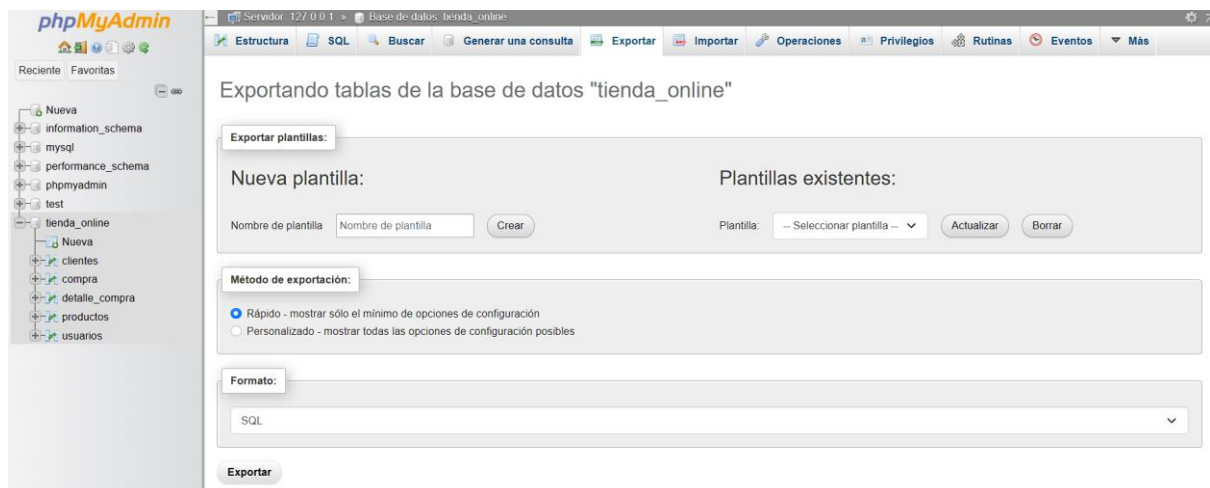 phpMyAdmin
Reciente Favoritas
Nueva
information_schema
mysql
performance_schema
phpmyadmin
test
tienda_online
Nueva
clientes
compra
detalle_compra
productos
usuarios
Servidor: 127.0.0.1 » Base de datos: tienda_online
Estructura SQL Buscar Generar una consulta Exportar Importar Operaciones Privilegios Rutinas Eventos Más
Exportando tablas de la base de datos "tienda_online"
Exportar plantillas:
Nueva plantilla: Plantillas existentes:
Nombre de plantilla Nombre de plantilla Crear Plantilla: -- Seleccionar plantilla -- Actualizar Borrar
Método de exportación:
Rápido - mostrar sólo el mínimo de opciones de configuración
Personalizado - mostrar todas las opciones de configuración posibles
Formato:
SQL
Exportar